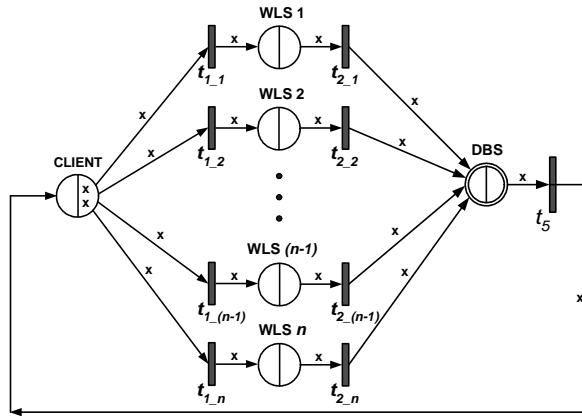 WLS 1
x x
t1_1 t2_1
x x
WLS 2
x x
x x
t1_2 t2_2
DBS
CLIENT
x
x
x
t5
x x
WLS (n-1)
x x
x x
t1_(n-1) t2_(n-1)
x
WLS n
x x
t1_n t2_n